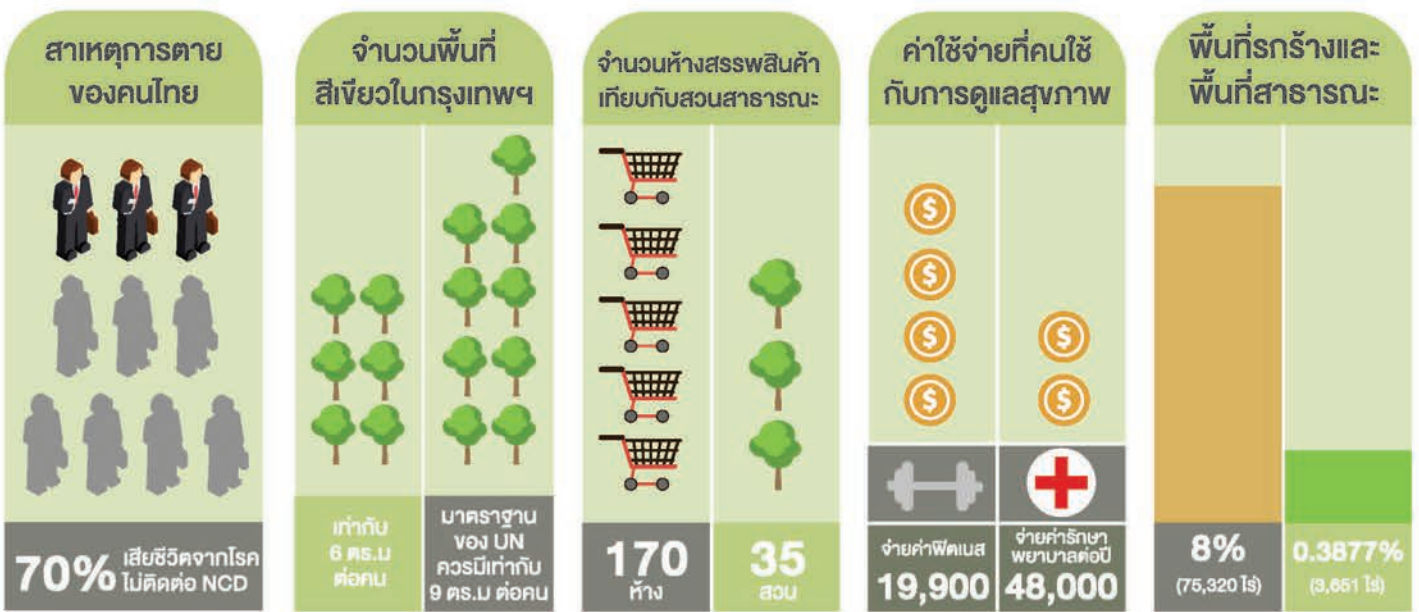 สาเหตุการตาย
ของคนไทย
70% เสียชีวิตจากโรค
ไม่ติดต่อ NCD
จำนวนพื้นที่
สีเขียวในกรุงเทพฯ
เท่ากับ
6 ตร.ม
ต่อคน
มาตราฐาน
ของ UN
ควรมีเท่ากับ
9 ตร.ม ต่อคน
จำนวนห้างสรรพสินค้า
เทียบกับสวนสาธารณะ
170
ห้าง
35
สวน
ค่าใช้จ่ายที่คนใช้
กับการดูแลสุขภาพ
จ่ายค่าฟิตเนส
19,900
จ่ายค่ารักษา
พยาบาลต่อปี
48,000
พื้นที่รกร้างและ
พื้นที่สาธารณะ
8%
(75,320 ไร่)
0.3877%
(3,651 ไร่)